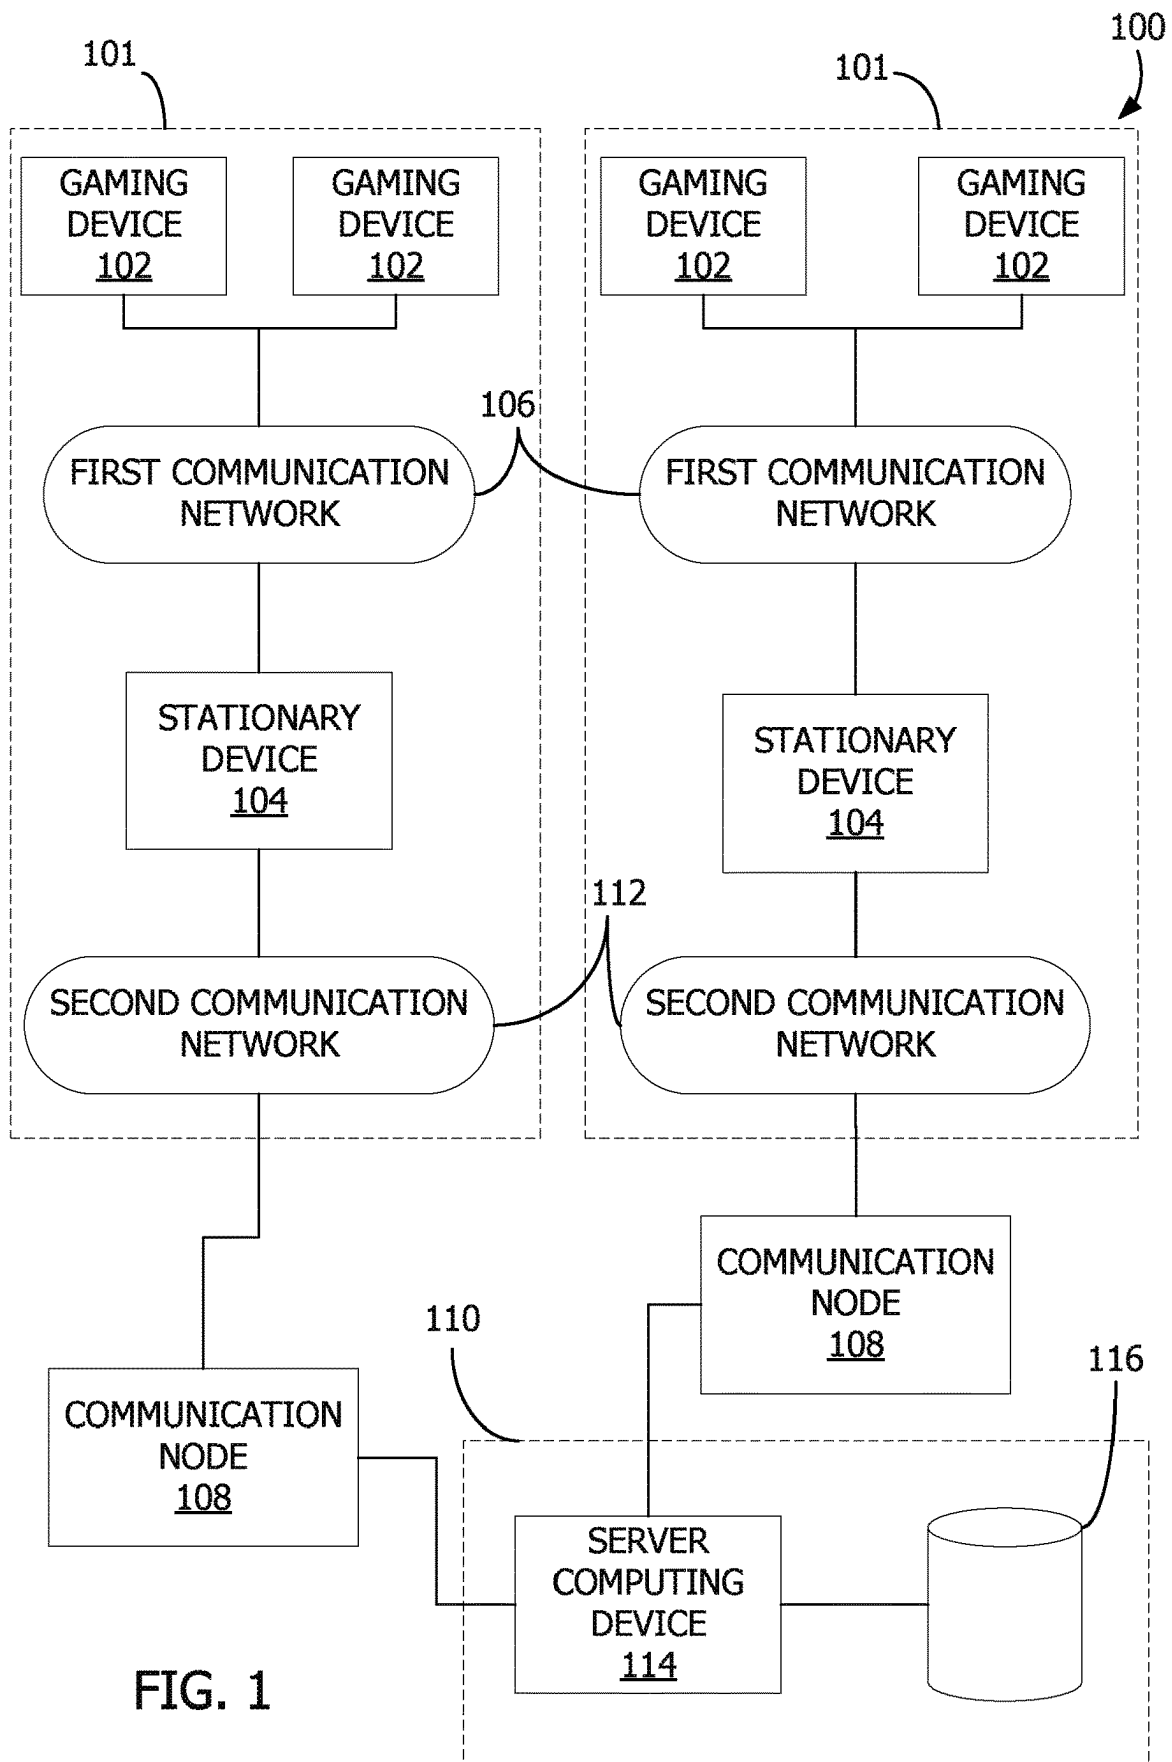 100
101
101
GAMING
DEVICE
102
GAMING
DEVICE
102
GAMING
DEVICE
102
GAMING
DEVICE
102
106
FIRST COMMUNICATION
NETWORK
FIRST COMMUNICATION
NETWORK
STATIONARY
DEVICE
104
STATIONARY
DEVICE
104
112
SECOND COMMUNICATION
NETWORK
SECOND COMMUNICATION
NETWORK
COMMUNICATION
NODE
108
110
116
COMMUNICATION
NODE
108
SERVER
COMPUTING
DEVICE
114
FIG. 1